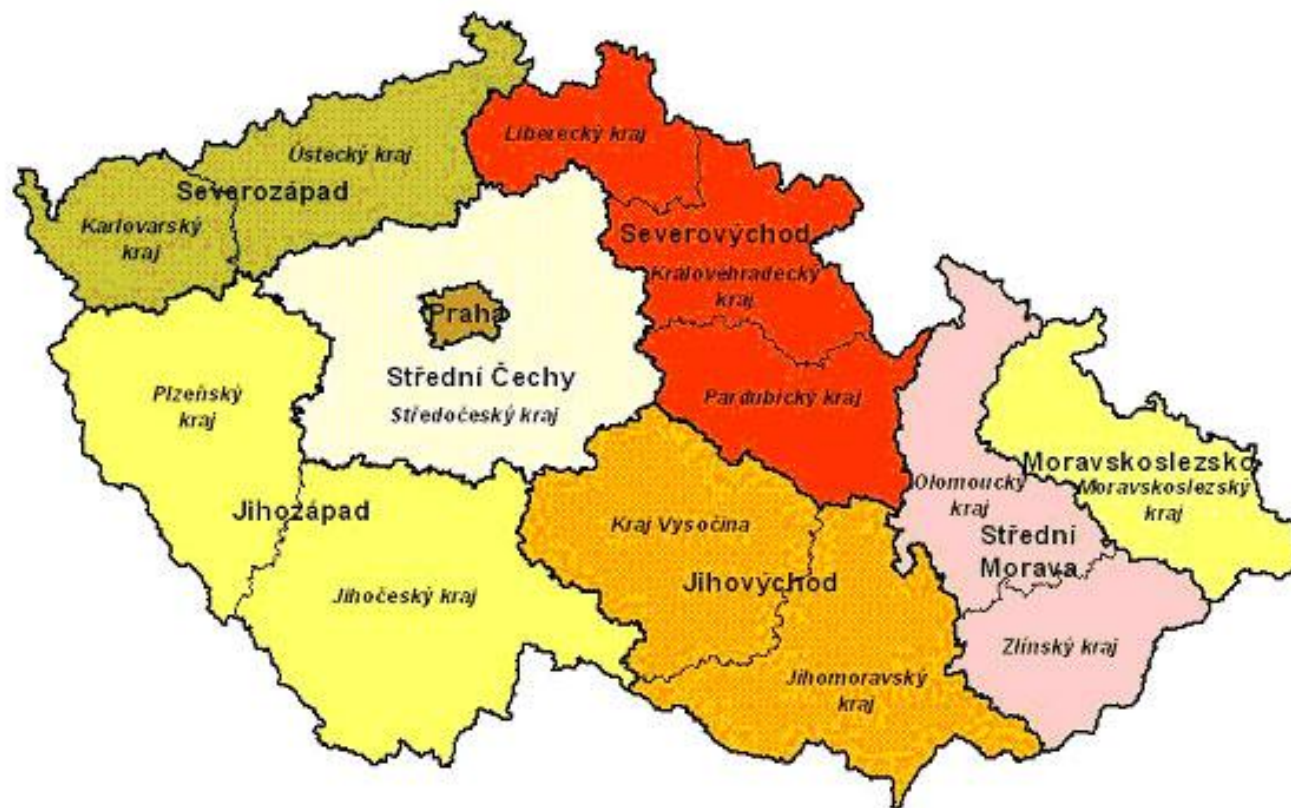 Liberecký kraj
Ústecký kraj
Severozápad
Karlovarský
kraj
Severovýchod
Královehradecký
kraj
Praha
Střední Čechy
Středočeský kraj
Plzeňský
kraj
Pardubický kraj
Moravskoslezsko
Moravskoslezský
kraj
Olomoucký
kraj
Střední
Morava
Jihozápad
Kraj Vysočina
Jihovýchod
Jihočeský kraj
Zlínský kraj
Jihomoravský
kraj